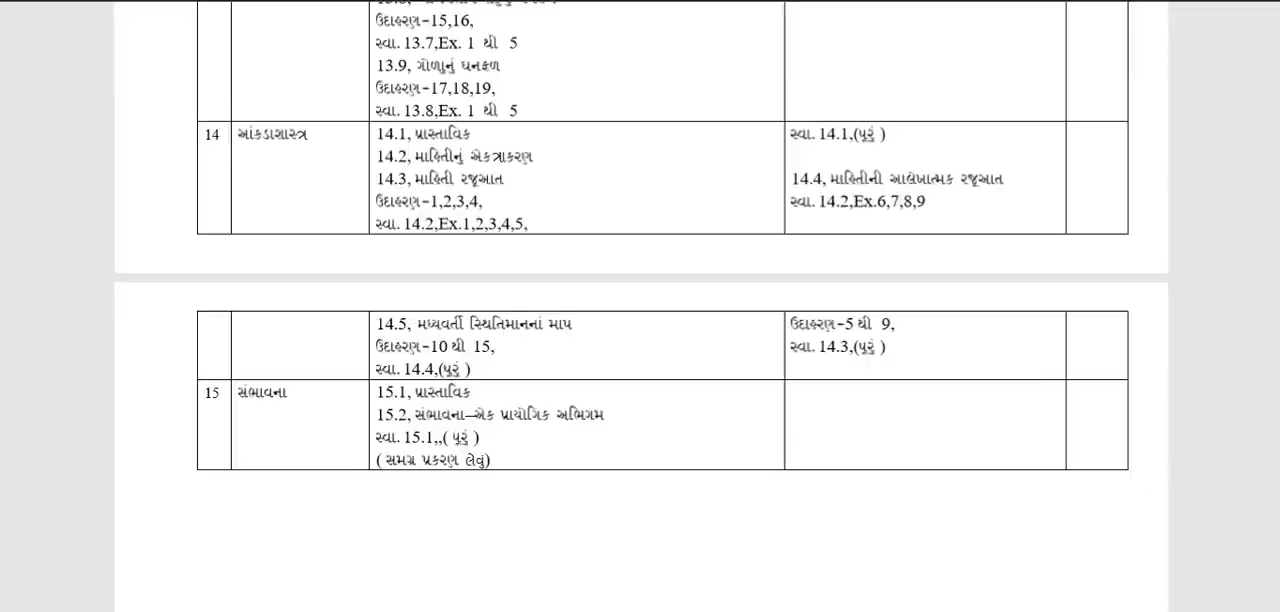 ઉદાહરણ-15,16,
સ્વા. 13.7,Ex. 1 થી 5
13.9, ગોળાનું ઘનફળ
ઉદાહરણ-17,18,19,
સ્વા. 13.8,Ex. 1 થી 5
14 આંકડાશાસ્ત્ર 14.1, પ્રાસ્તાવિક સ્વા. 14.1,(પૂરું )
14.2, માહિતીનું એકત્રીકરણ
14.3, માહિતી રજૂઆત 14.4, માહિતીની આલેખાત્મક રજૂઆત
ઉદાહરણ-1,2,3,4, સ્વા. 14.2,Ex.6,7,8,9
સ્વા. 14.2,Ex.1,2,3,4,5,
14.5, મધ્યવર્તી સ્થિતિમાનનાં માપ ઉદાહરણ-5 થી 9,
ઉદાહરણ-10 થી 15, સ્વા. 14.3,(પૂરું )
સ્વા. 14.4,(પૂરું )
15 સંભાવના 15.1, પ્રાસ્તાવિક
15.2, સંભાવના–એક પ્રાયોગિક અભિગમ
સ્વા. 15.1,,( પૂરું )
( સમગ્ર પ્રકરણ લેવું)